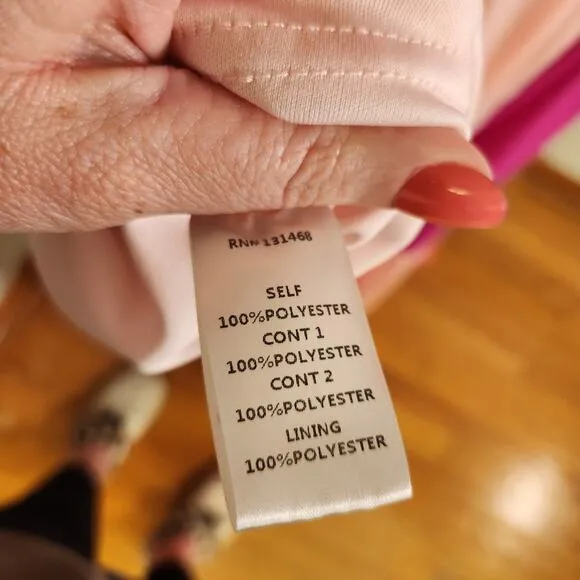 RN# 131468
SELF
100%POLYESTER
CONT 1
100%POLYESTER
CONT 2
100%POLYESTER
LINING
100%POLYESTER